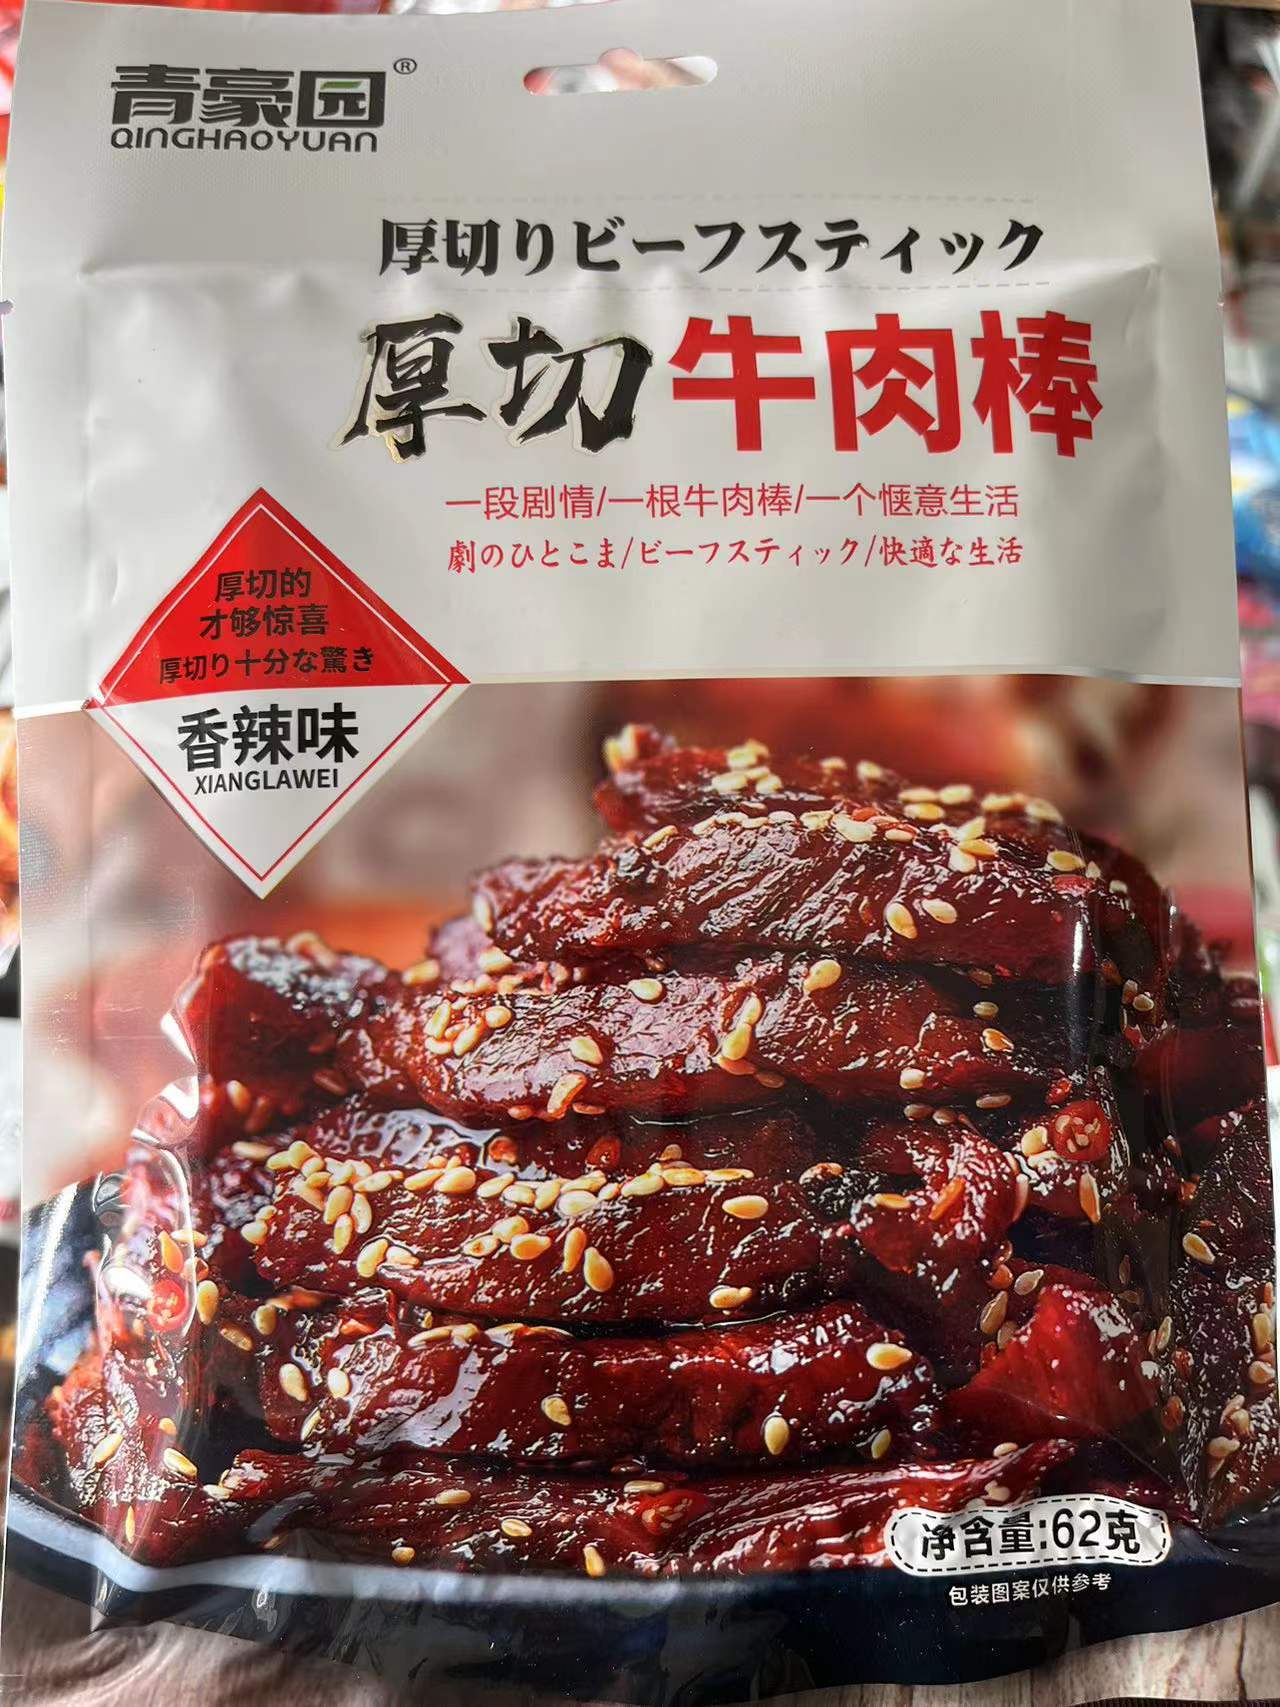 青豪园®
QINGHAOYUAN
厚切りビーフスティック
厚切牛肉棒
一段剧情/一根牛肉棒/一个惬意生活
劇のひとこま/ビーフスティック/快適な生活
厚切的
才够惊喜
厚切り十分な驚き
香辣味
XIANGLAWEI
净含量:62克
包装图案仅供参考